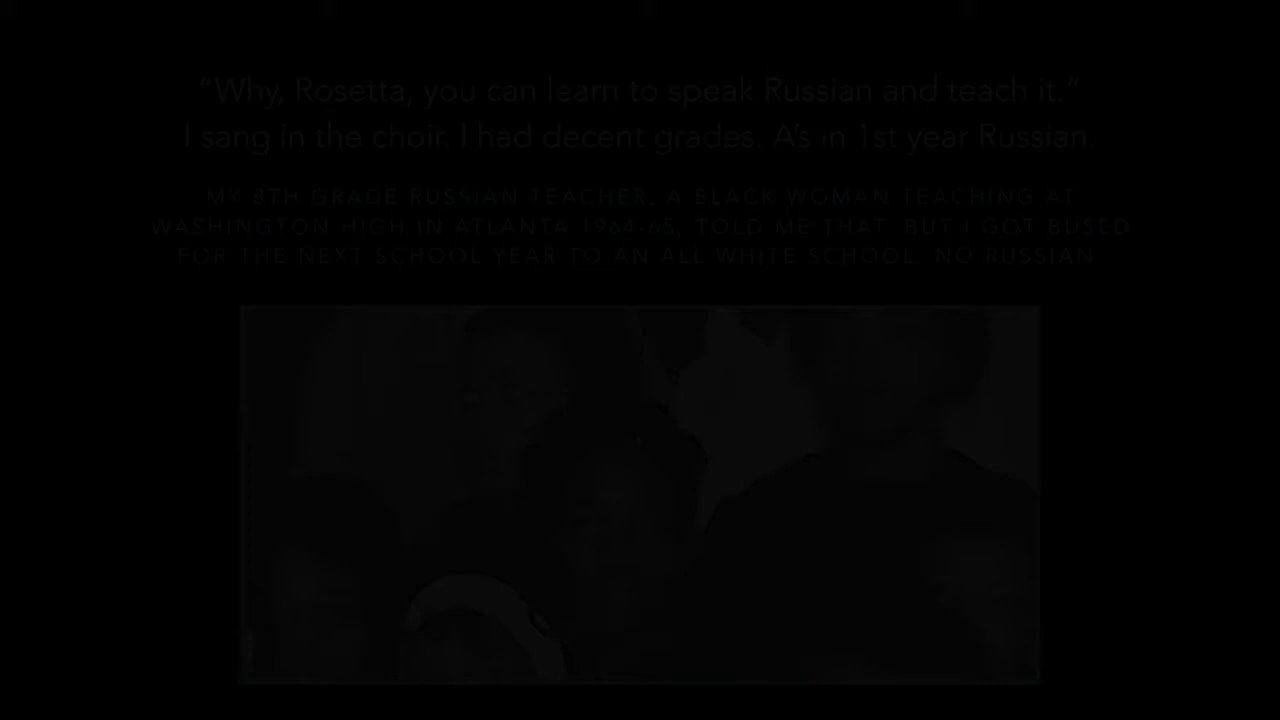 “Why, Rosetta, you can learn to speak Russian and teach it.”
I sang in the choir. I had decent grades. A’s in 1st year Russian.
MY 8TH GRADE RUSSIAN TEACHER, A BLACK WOMAN TEACHING AT
WASHINGTON HIGH IN ATLANTA 1964-65, TOLD ME THAT. BUT I GOT BUSED
FOR THE NEXT SCHOOL YEAR TO AN ALL WHITE SCHOOL. NO RUSSIAN